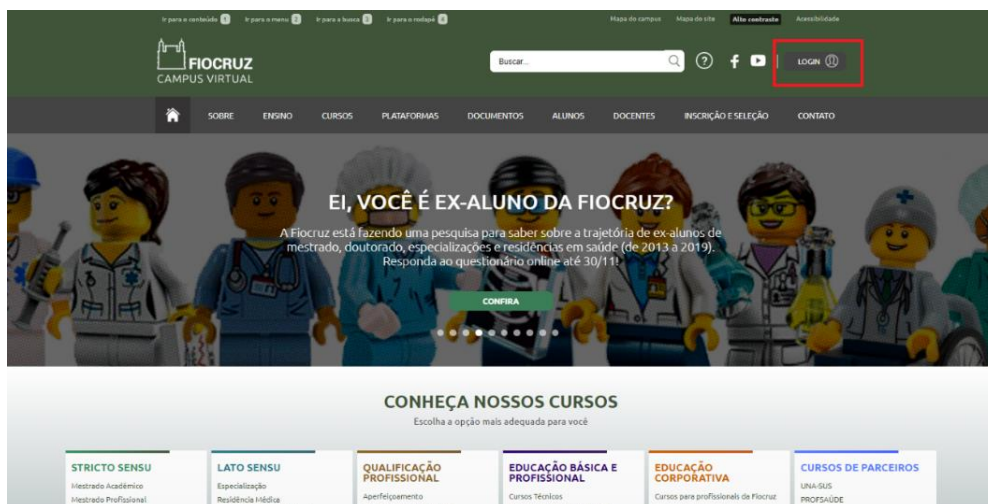 Ir para o conteúdo 1 Ir para o menu 2 Ir para a busca 3 Ir para o rodapé 4 Mapa do campus Mapa do site Alto contraste Acessibilidade
FIOCRUZ
CAMPUS VIRTUAL
Buscar...
?
LOGIN
SOBRE ENSINO CURSOS PLATAFORMAS DOCUMENTOS ALUNOS DOCENTES INSCRIÇÃO E SELEÇÃO CONTATO
EI, VOCÊ É EX-ALUNO DA FIOCRUZ?
A Fiocruz está fazendo uma pesquisa para saber sobre a trajetória de ex-alunos de
mestrado, doutorado, especializações e residências em saúde (de 2013 a 2019).
Responda ao questionário online até 30/11!
CONFIRA
CONHEÇA NOSSOS CURSOS
Escolha a opção mais adequada para você
STRICTO SENSU
Mestrado Acadêmico
Mestrado Profissional
LATO SENSU
Especialização
Residência Médica
QUALIFICAÇÃO
PROFISSIONAL
Aperfeiçoamento
EDUCAÇÃO BÁSICA E
PROFISSIONAL
Cursos Técnicos
EDUCAÇÃO
CORPORATIVA
Cursos para profissionais da Fiocruz
CURSOS DE PARCEIROS
UNA-SUS
PROFSAÚDE